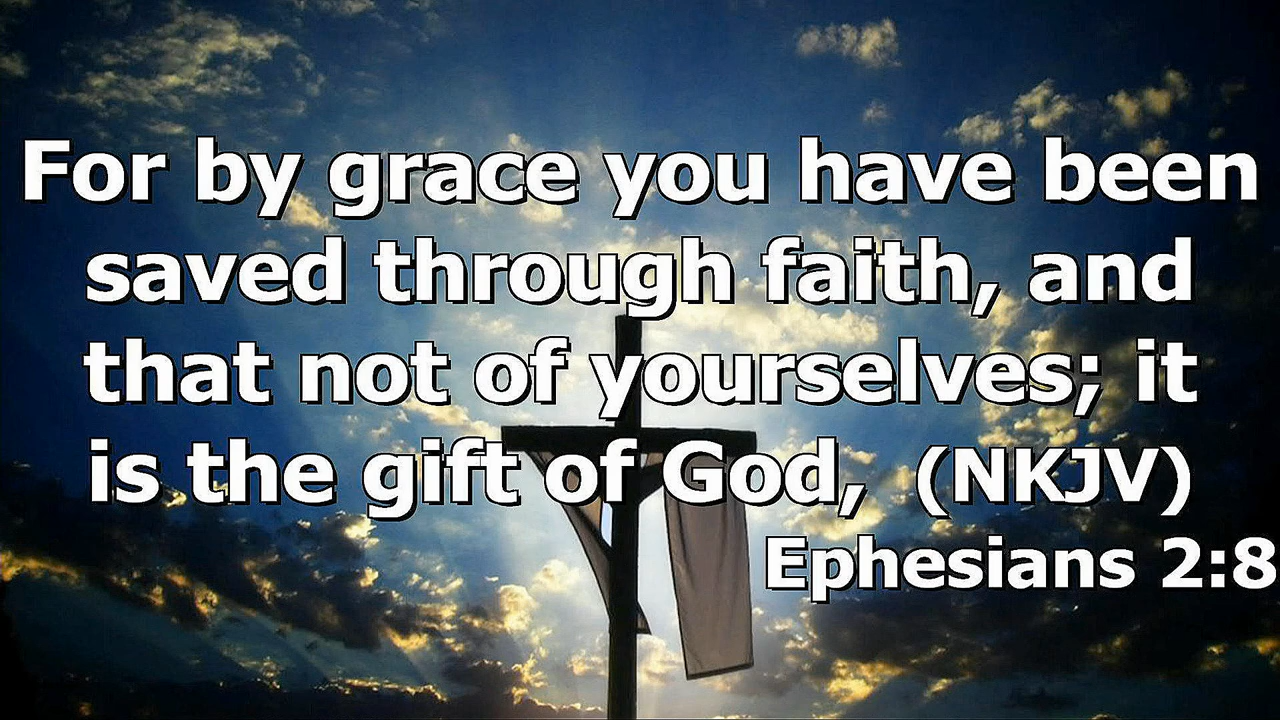 For by grace you have been
saved through faith, and
that not of yourselves; it
is the gift of God, (NKJV)
Ephesians 2:8